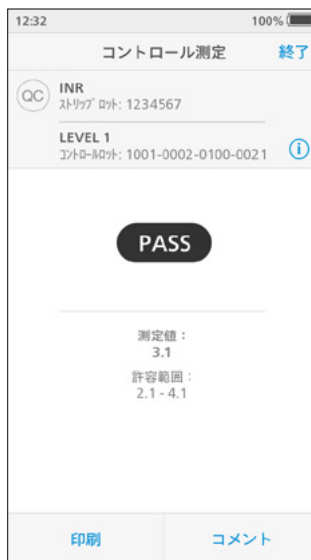 12:32 100%
コントロール測定 終了
QC
INR
ストリップ ロット: 1234567
LEVEL 1
コントロールロット: 1001-0002-0100-0021
i
PASS
測定値：
3.1
許容範囲：
2.1 - 4.1
印刷 コメント